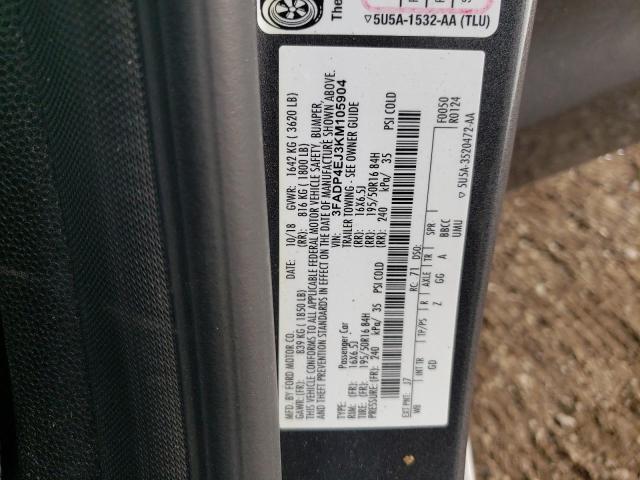 The
5U5A-1532-AA (TLU)
MFD. BY FORD MOTOR CO.
DATE: 10/18 GVWR: 1642 KG ( 3620 LB)
GAWR: (FR): 839 KG ( 1850 LB) (RR): 816 KG ( 1800 LB)
THIS VEHICLE CONFORMS TO ALL APPLICABLE FEDERAL MOTOR VEHICLE SAFETY, BUMPER,
AND THEFT PREVENTION STANDARDS IN EFFECT ON THE DATE OF MANUFACTURE SHOWN ABOVE.
VIN: 3FADP4EJ3KM105904
TYPE: Passenger Car TRAILER TOWING - SEE OWNER GUIDE
RIM: (FR): 16X6.5J (RR): 16X6.5J
TIRE: (FR): 195/50R16 84H (RR): 195/50R16 84H
PRESSURE: (FR): 240 kPa/ 35 PSI COLD (RR): 240 kPa/ 35 PSI COLD
EXT PNT: J7 RC: 71 DSO: F0050
R0124
WB INT TR TP/PS R AXLE TR SPR
GD Z GG A BBCC
UMU
5U5A-3520472-AA